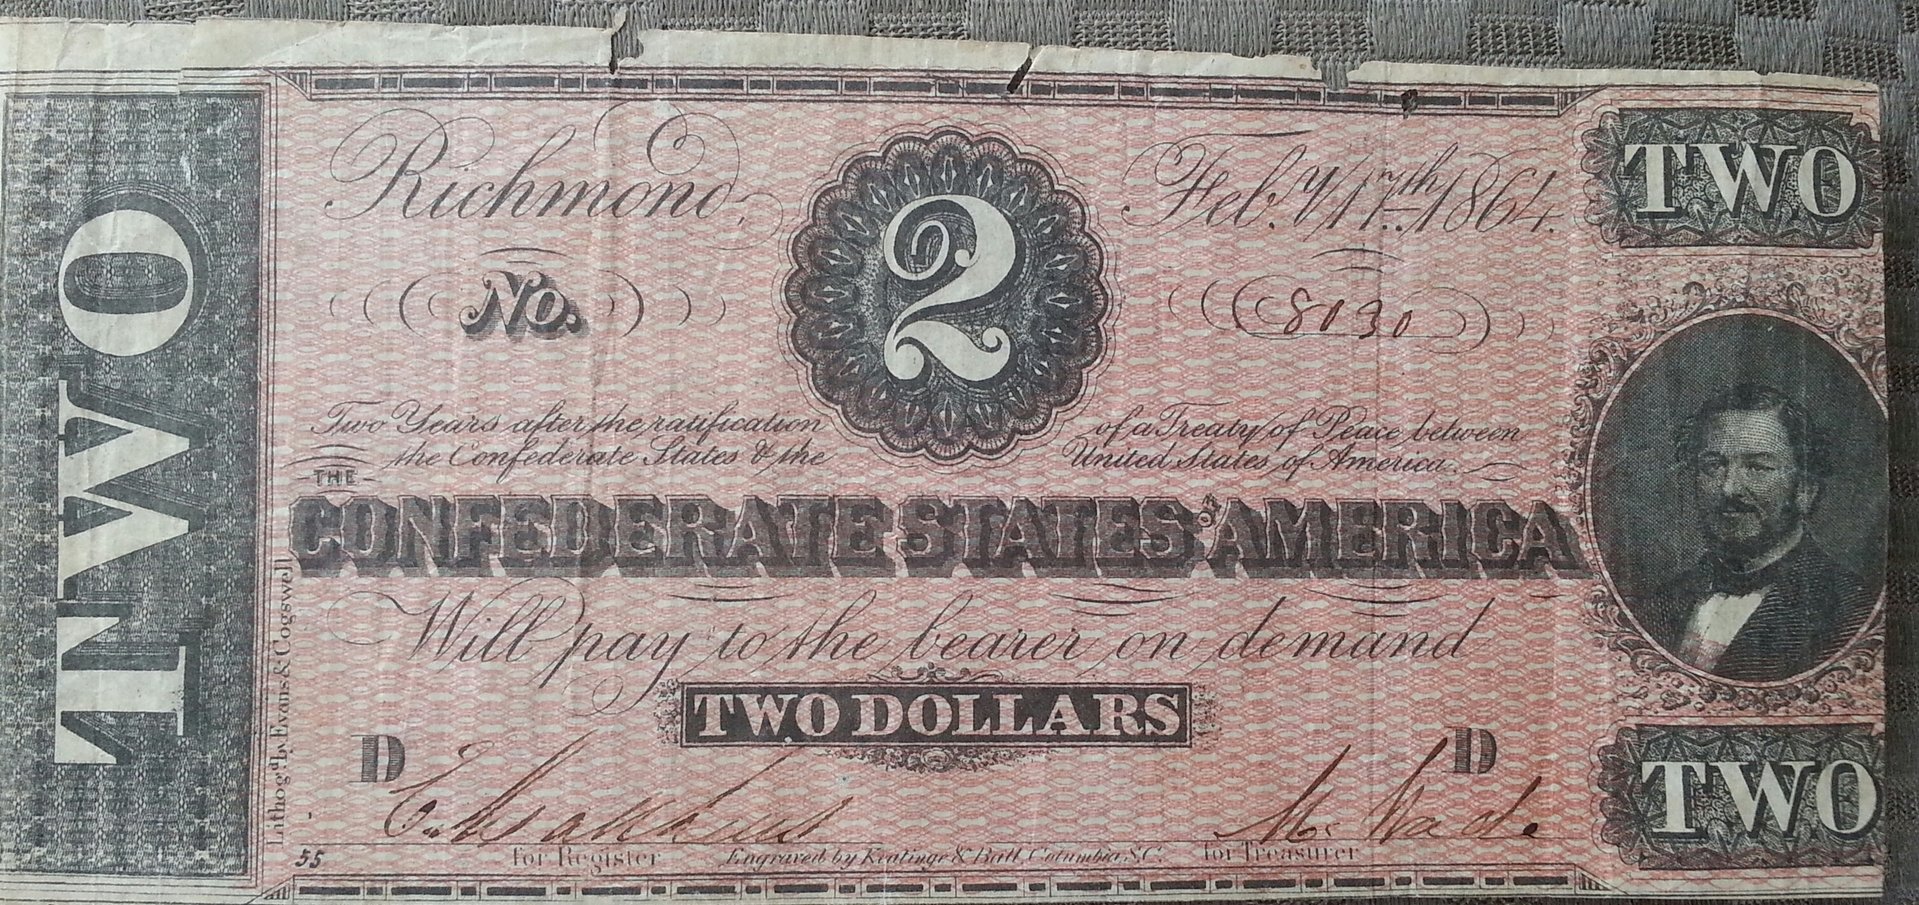 TWO
Richmond,
2
Feb.y 17th 1864.
TWO
No.
8030
Two Years after the ratification of a Treaty of Peace between
the Confederate States & the United States of America.
THE
CONFEDERATE STATES OF AMERICA
Will pay to the bearer on demand
TWO DOLLARS
D
D
TWO
Lithog'd by Evans & Cogswell
55
for Register
Engraved by Keatinge & Ball, Columbia, S.C.
for Treasurer